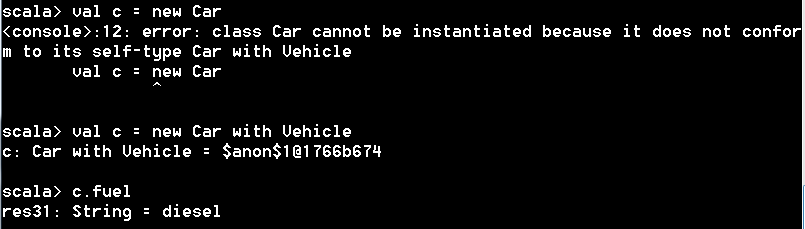 scala> val c = new Car
<console>:12: error: class Car cannot be instantiated because it does not confor
m to its self-type Car with Vehicle
       val c = new Car
               ^
scala> val c = new Car with Vehicle
c: Car with Vehicle = $anon$1@1766b674
scala> c.fuel
res31: String = diesel